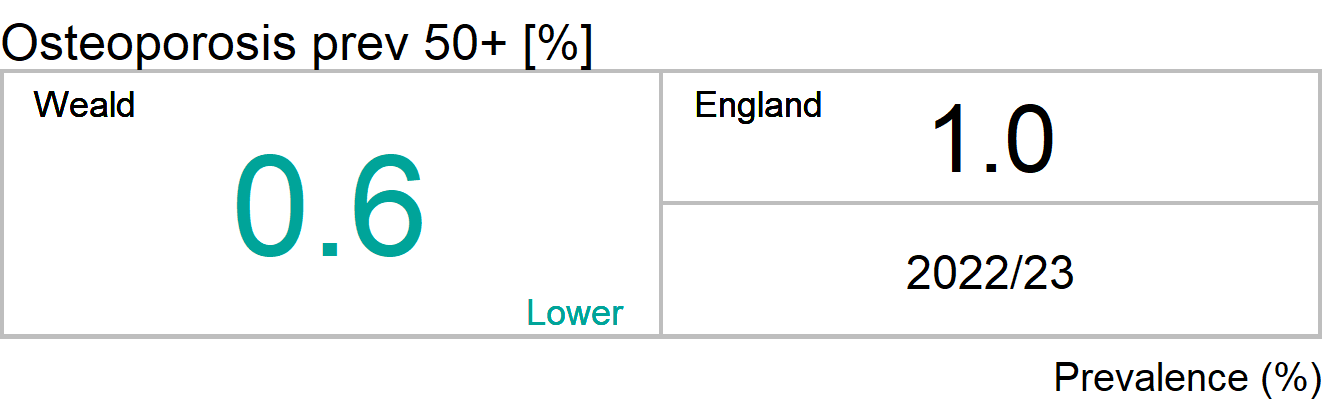 Osteoporosis prev 50+ [%]
Weald
0.6
Lower
England
1.0
2022/23
Prevalence (%)